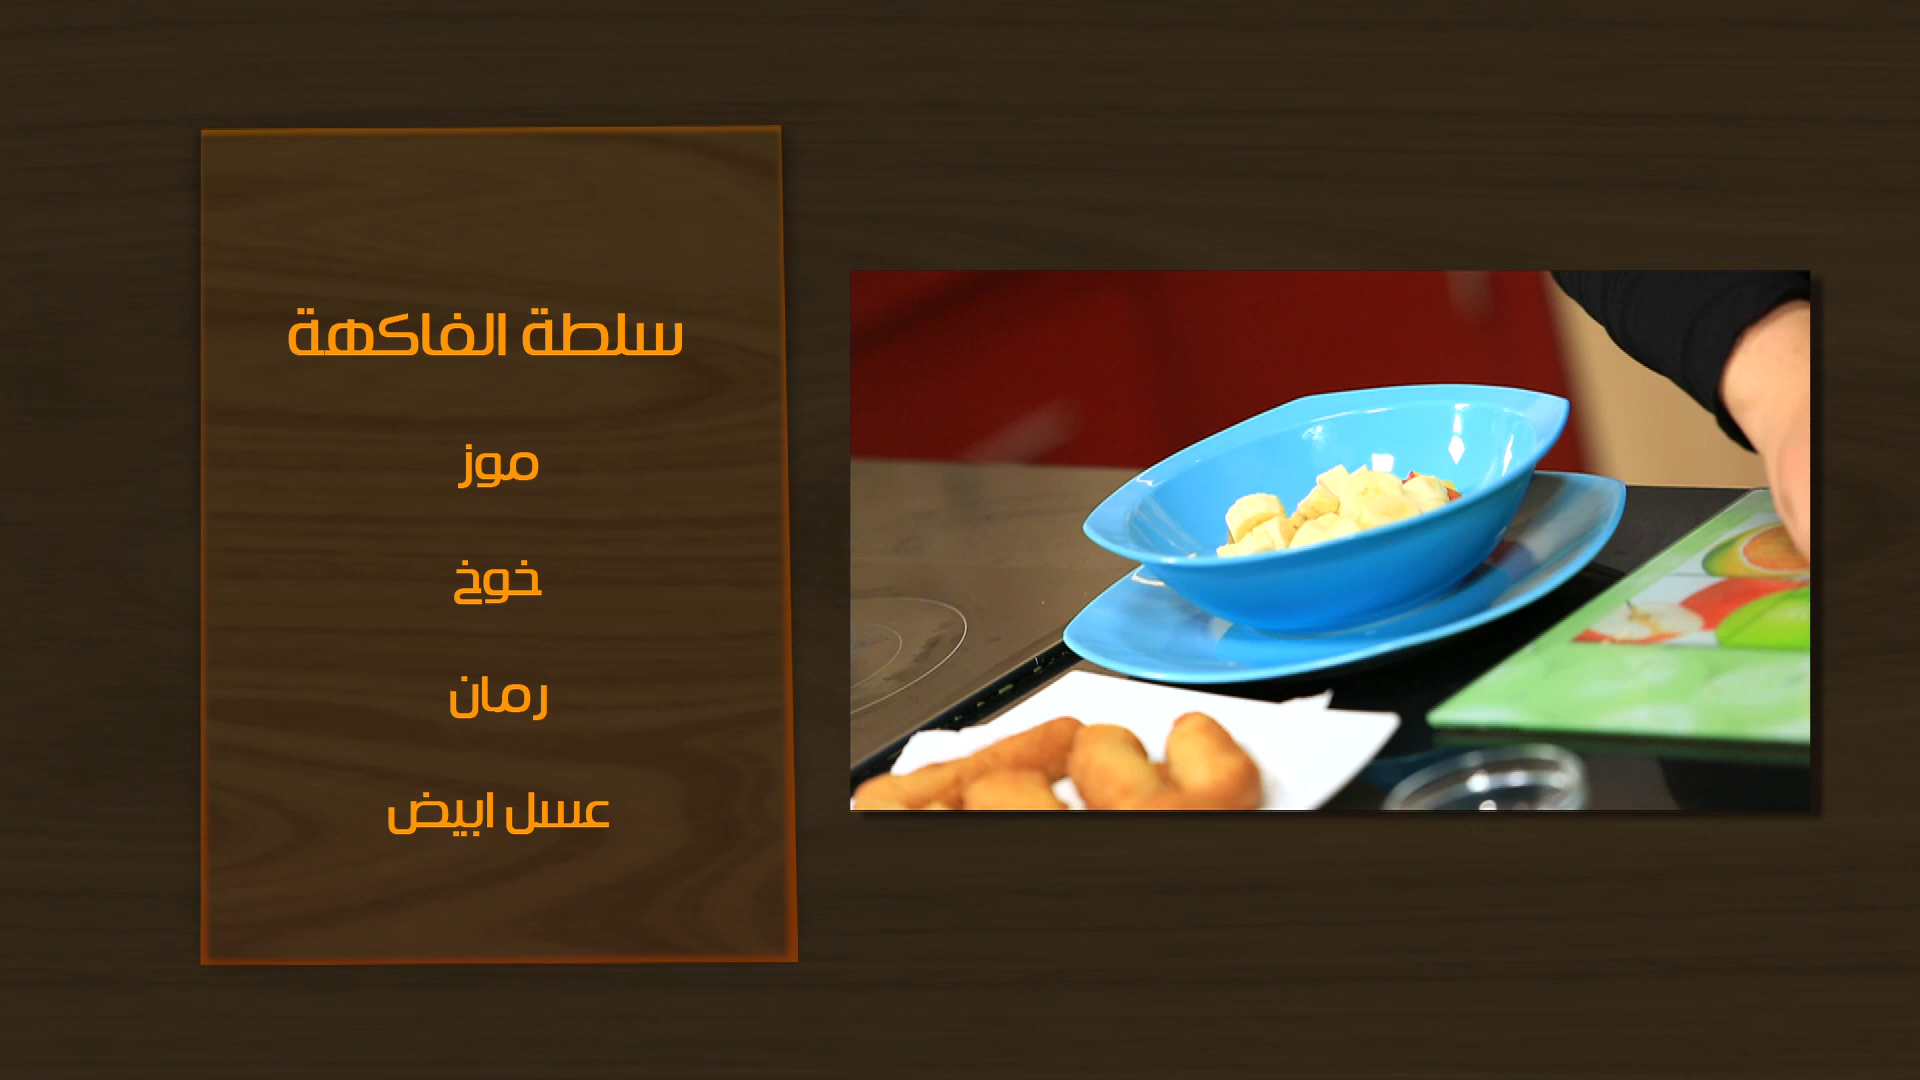 سلطة الفاكهة
موز
خوخ
رمان
عسل ابيض